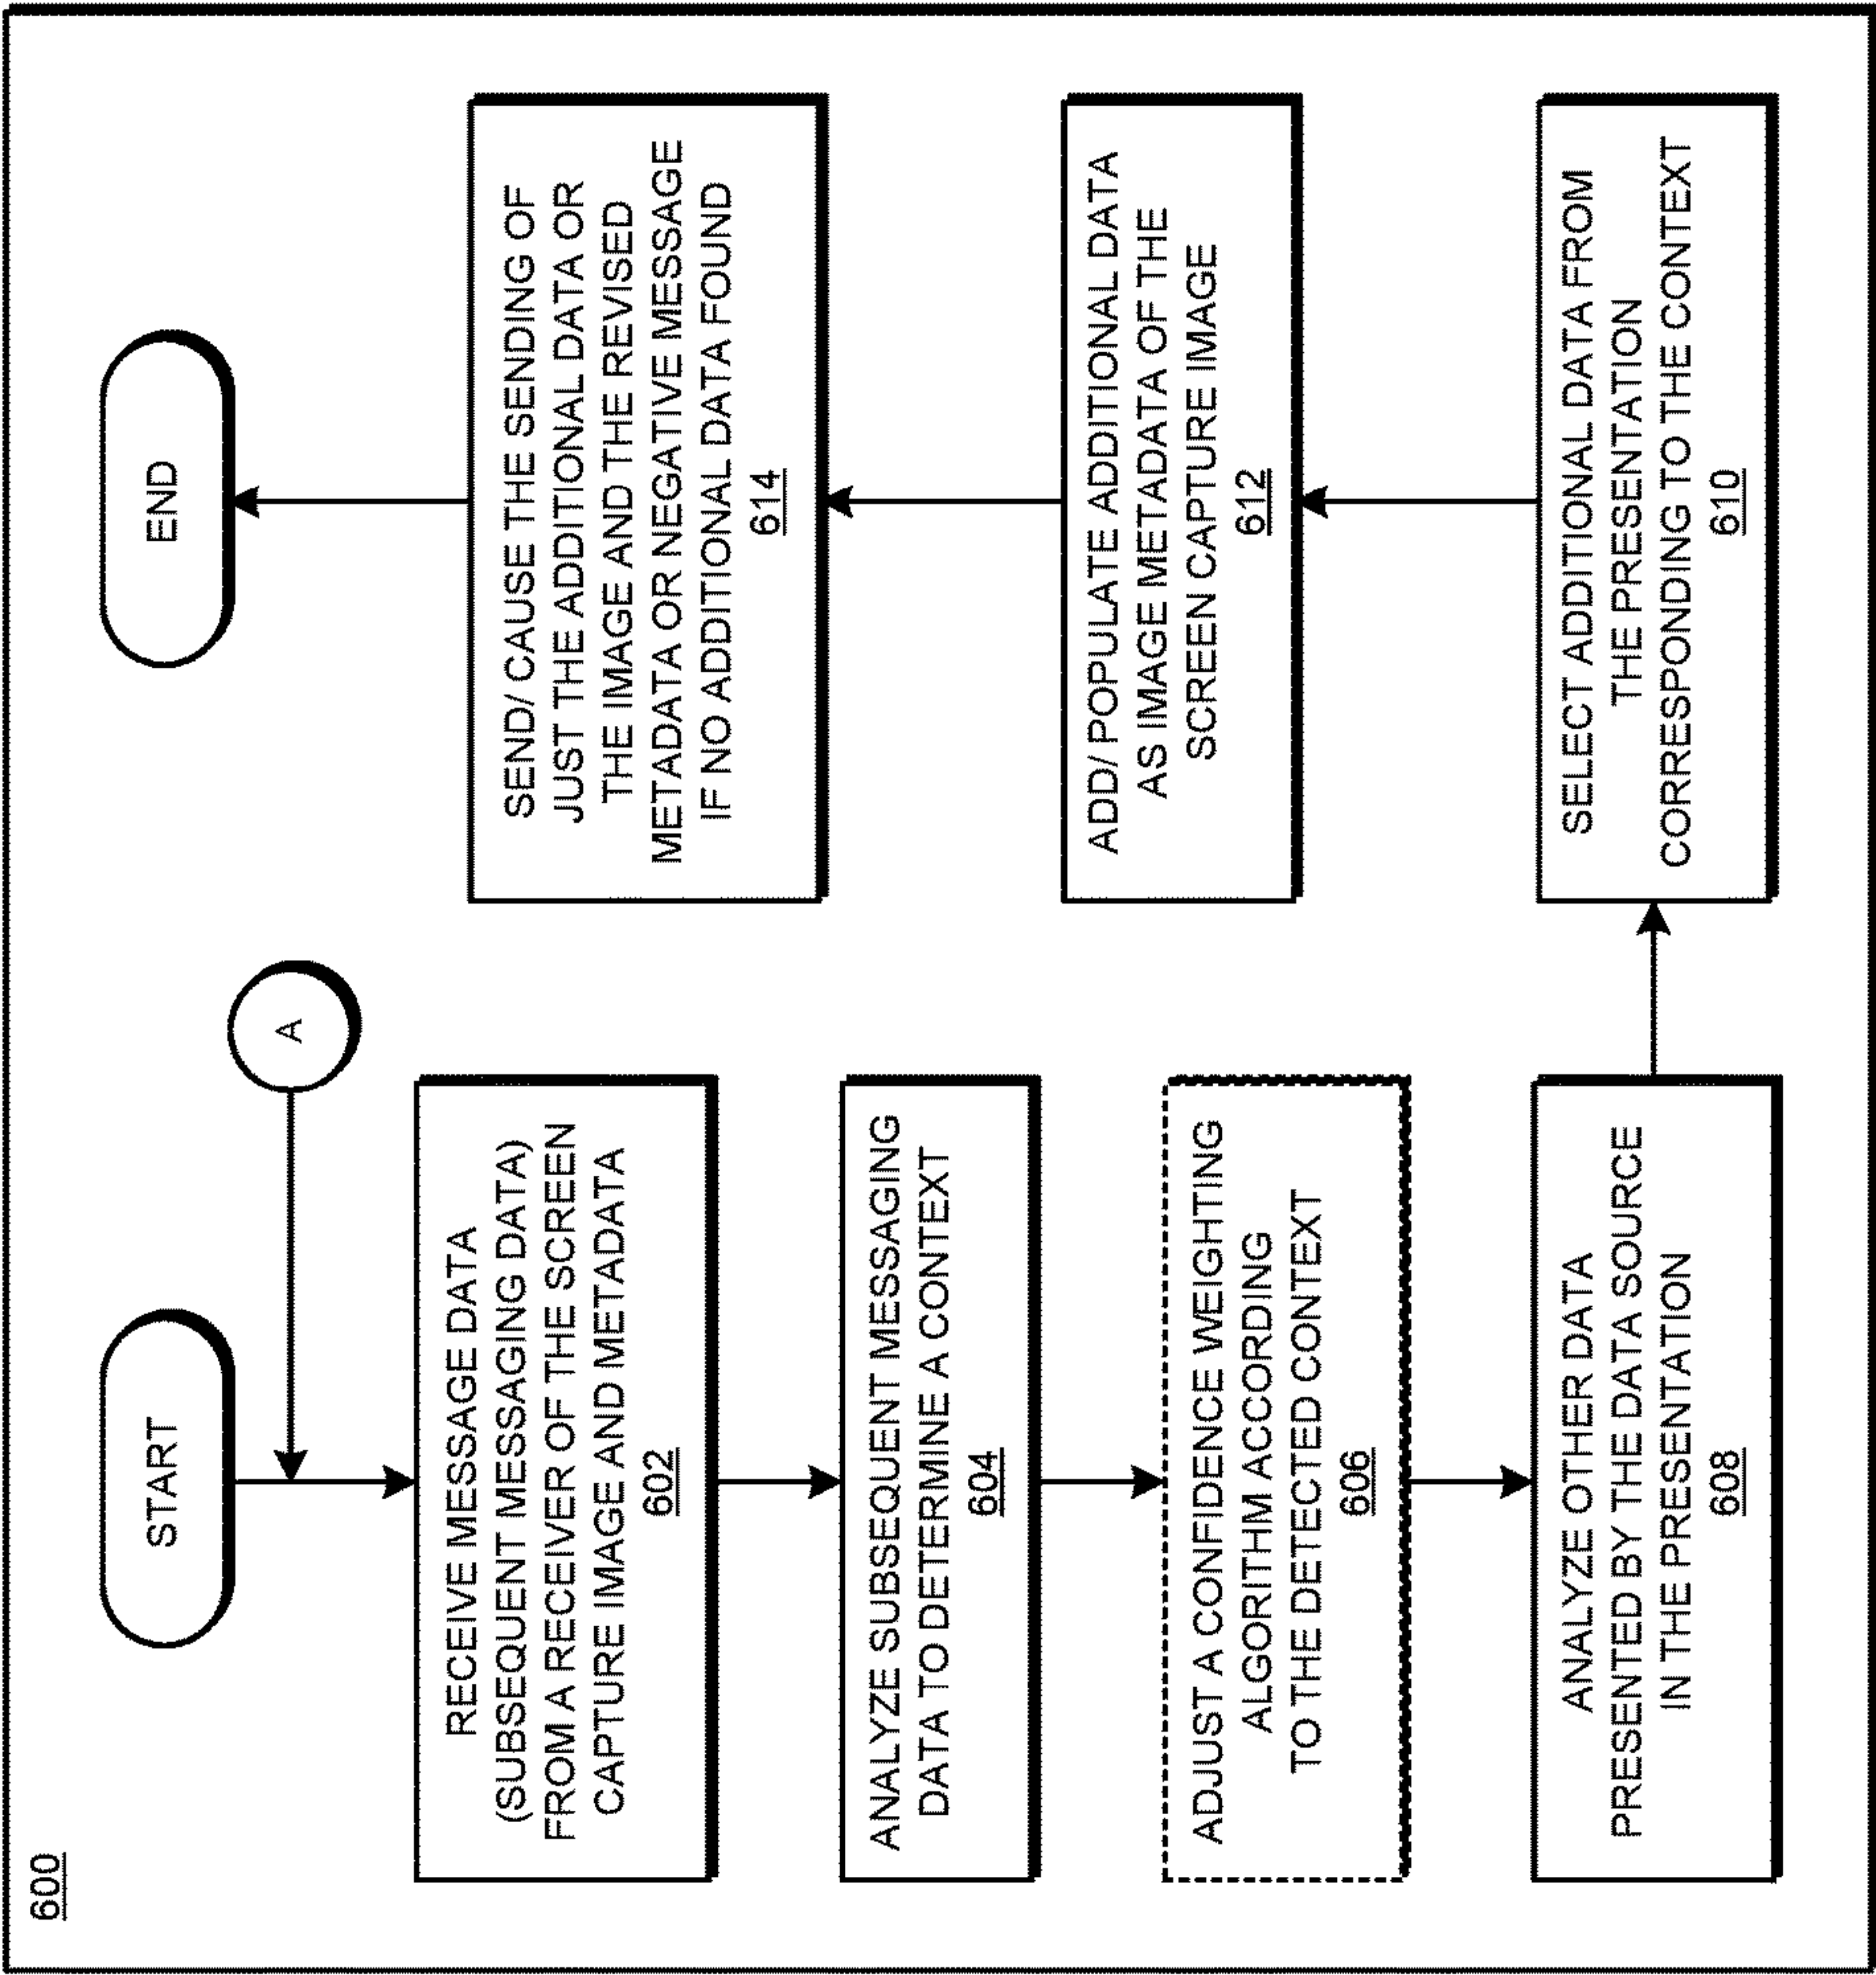 600
START
A
RECEIVE MESSAGE DATA
(SUBSEQUENT MESSAGING DATA)
FROM A RECEIVER OF THE SCREEN
CAPTURE IMAGE AND METADATA
602
ANALYZE SUBSEQUENT MESSAGING
DATA TO DETERMINE A CONTEXT
604
ADJUST A CONFIDENCE WEIGHTING
ALGORITHM ACCORDING
TO THE DETECTED CONTEXT
606
ANALYZE OTHER DATA
PRESENTED BY THE DATA SOURCE
IN THE PRESENTATION
608
SELECT ADDITIONAL DATA FROM
THE PRESENTATION
CORRESPONDING TO THE CONTEXT
610
ADD/ POPULATE ADDITIONAL DATA
AS IMAGE METADATA OF THE
SCREEN CAPTURE IMAGE
612
SEND/ CAUSE THE SENDING OF
JUST THE ADDITIONAL DATA OR
THE IMAGE AND THE REVISED
METADATA OR NEGATIVE MESSAGE
IF NO ADDITIONAL DATA FOUND
614
END